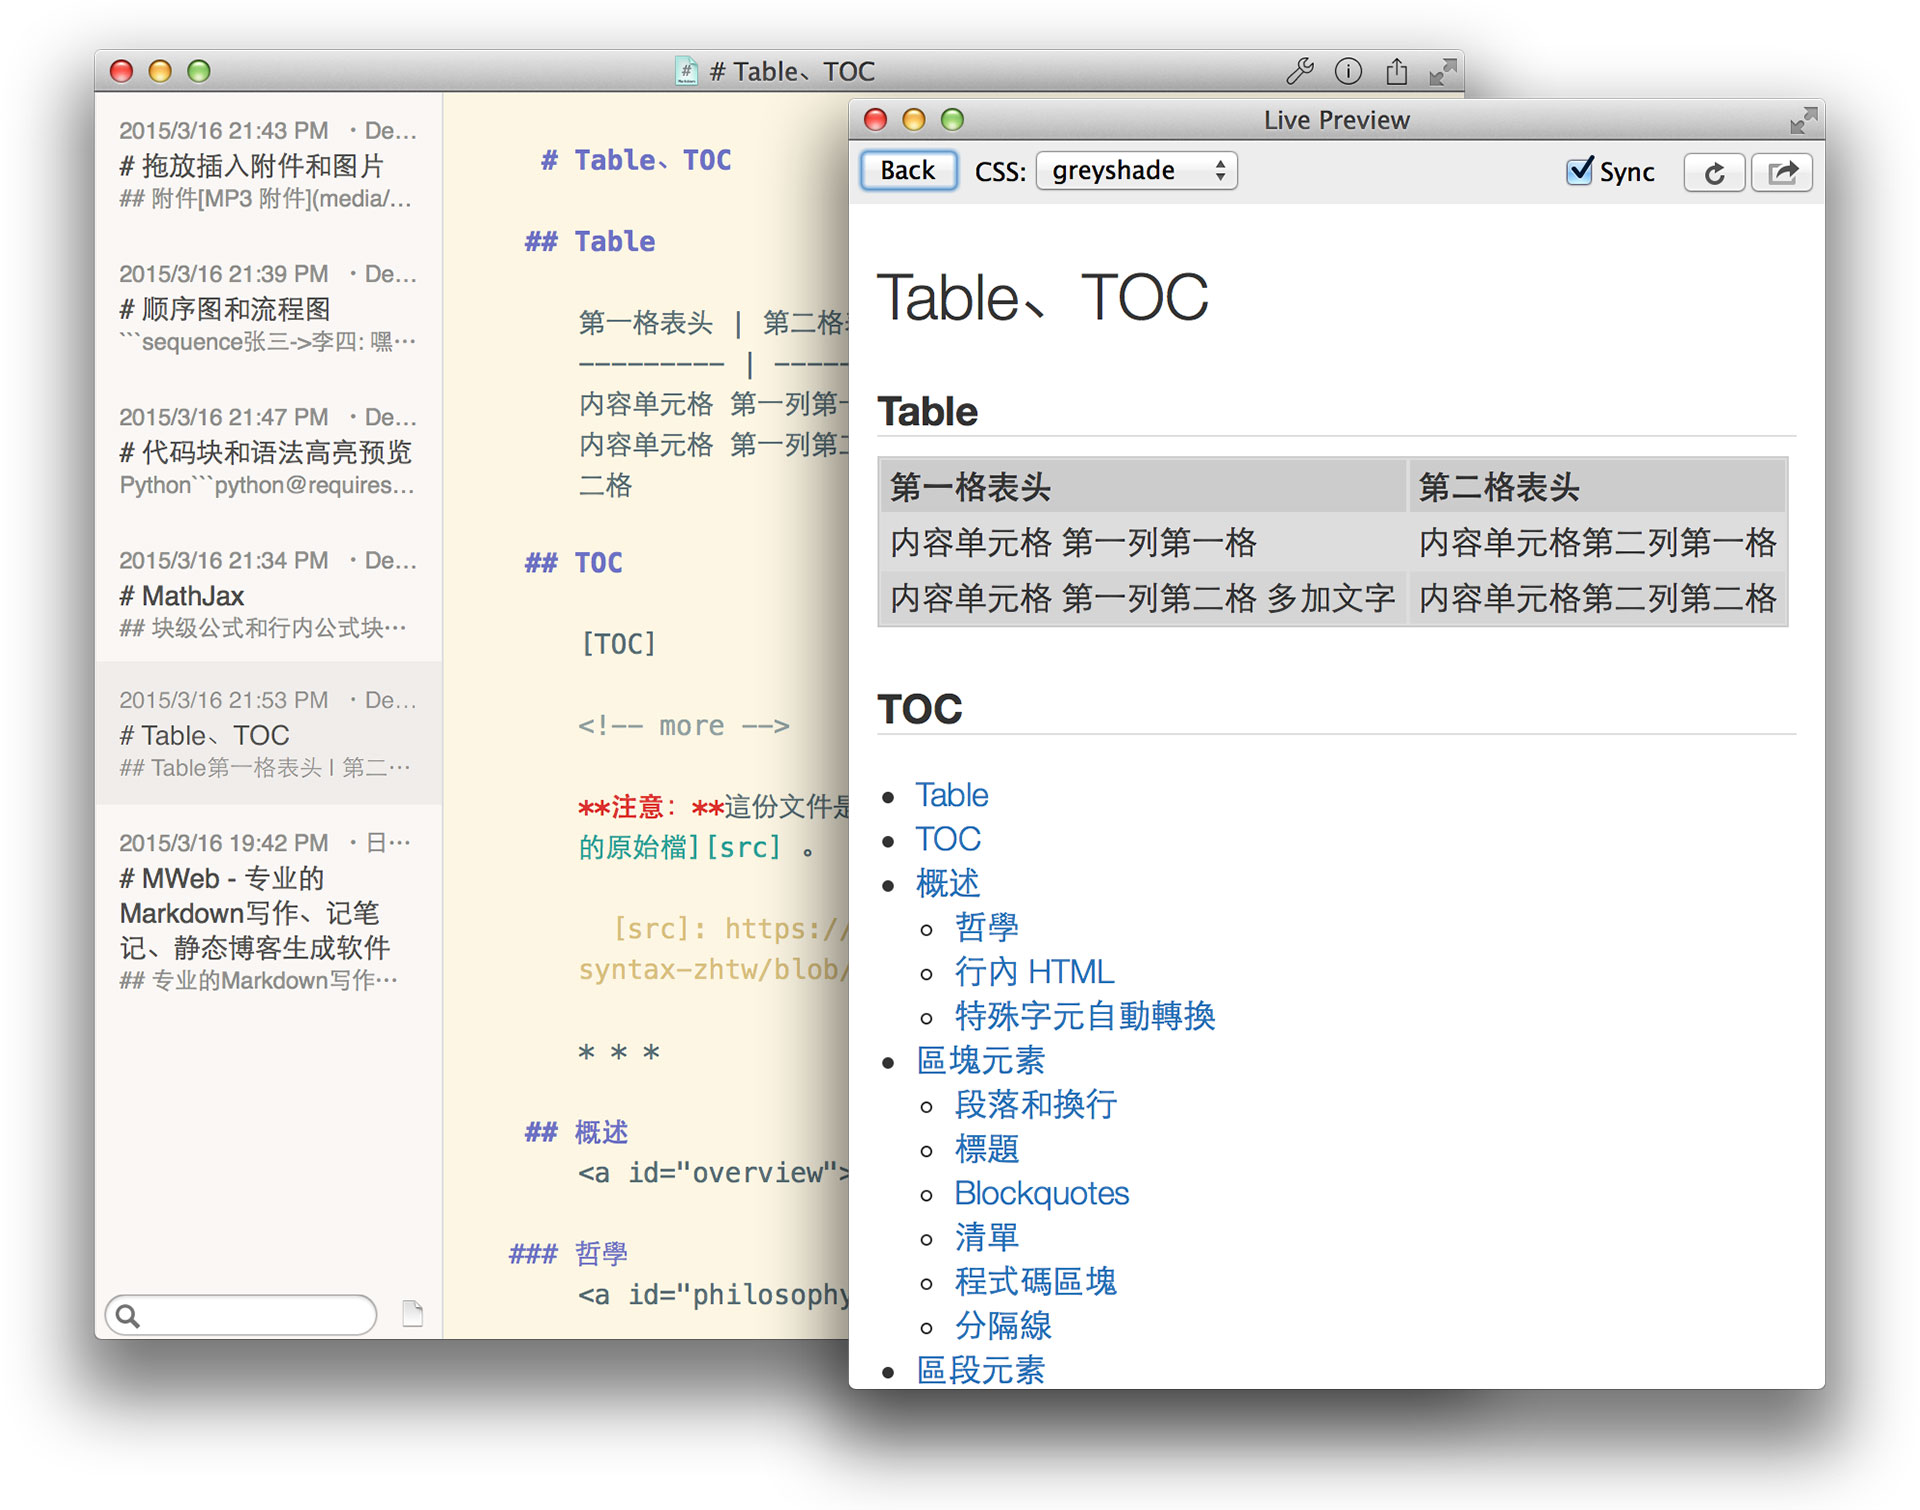 # Table、TOC
2015/3/16 21:43 PM ・De…
# 拖放插入附件和图片
## 附件[MP3 附件](media/…
2015/3/16 21:39 PM ・De…
# 顺序图和流程图
```sequence张三->李四: 嘿…
2015/3/16 21:47 PM ・De…
# 代码块和语法高亮预览
Python```python@requires…
2015/3/16 21:34 PM ・De…
# MathJax
## 块级公式和行内公式块…
2015/3/16 21:53 PM ・De…
# Table、TOC
## Table第一格表头 | 第二…
2015/3/16 19:42 PM ・日…
# MWeb - 专业的
Markdown写作、记笔
记、静态博客生成软件
## 专业的Markdown写作…
# Table、TOC
## Table
第一格表头 | 第二格
--------- | -----
内容单元格 第一列第
内容单元格 第一列第
二格
## TOC
[TOC]
<!-- more -->
**注意：**這份文件是
的原始檔][src] 。
[src]: https://
syntax-zhtw/blob/
* * *
## 概述
<a id="overview">
### 哲學
<a id="philosophy
Live Preview
Back CSS: greyshade Sync
Table、TOC
Table
第一格表头 第二格表头
内容单元格 第一列第一格 内容单元格第二列第一格
内容单元格 第一列第二格 多加文字 内容单元格第二列第二格
TOC
• Table
• TOC
• 概述
◦ 哲學
◦ 行內 HTML
◦ 特殊字元自動轉換
• 區塊元素
◦ 段落和換行
◦ 標題
◦ Blockquotes
◦ 清單
◦ 程式碼區塊
◦ 分隔線
• 區段元素